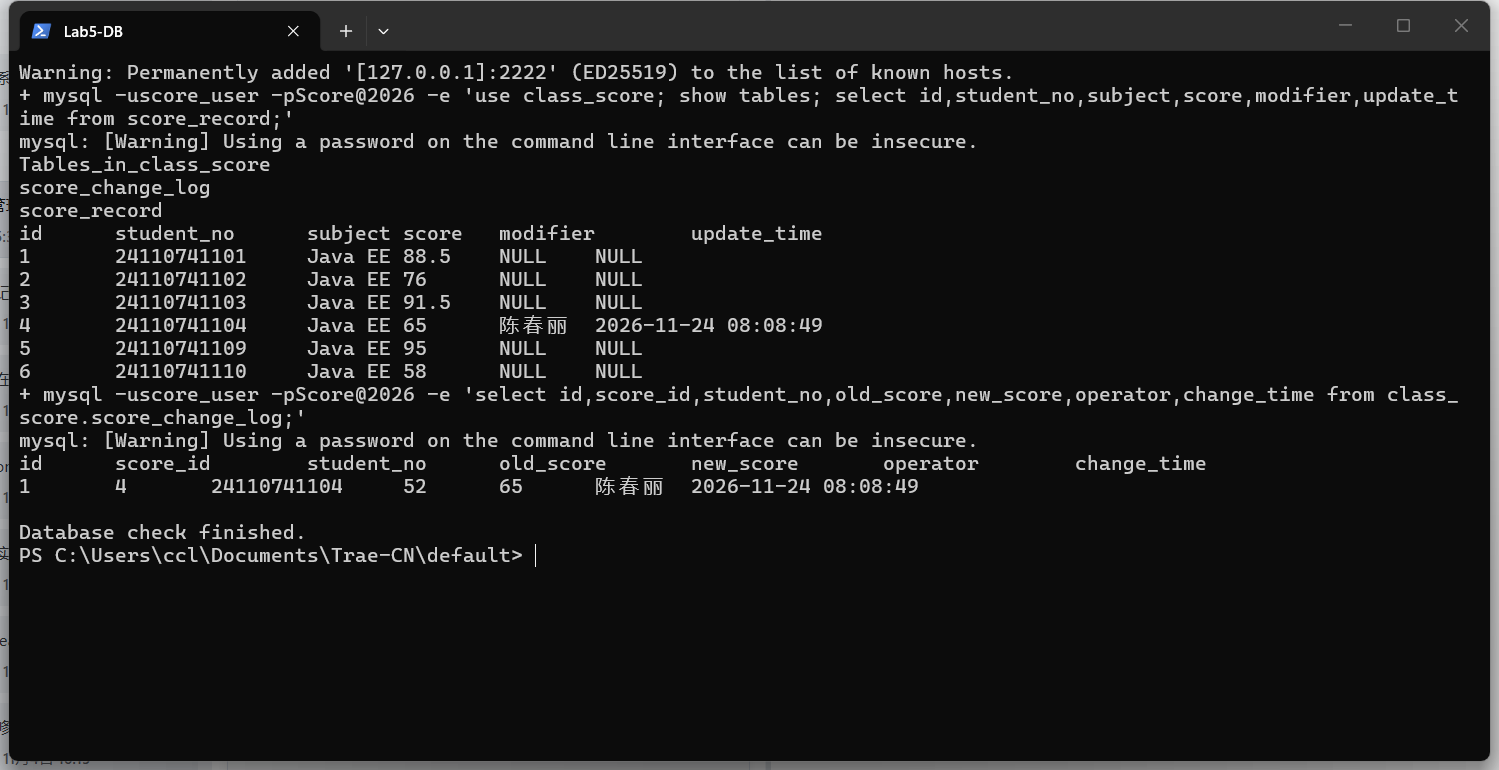 Lab5-DB
Warning: Permanently added '[127.0.0.1]:2222' (ED25519) to the list of known hosts.
+ mysql -uscore_user -pScore@2026 -e 'use class_score; show tables; select id,student_no,subject,score,modifier,update_t
ime from score_record;'
mysql: [Warning] Using a password on the command line interface can be insecure.
Tables_in_class_score
score_change_log
score_record
id student_no subject score modifier update_time
1 24110741101 Java EE 88.5 NULL NULL
2 24110741102 Java EE 76 NULL NULL
3 24110741103 Java EE 91.5 NULL NULL
4 24110741104 Java EE 65 陈春丽 2026-11-24 08:08:49
5 24110741109 Java EE 95 NULL NULL
6 24110741110 Java EE 58 NULL NULL
+ mysql -uscore_user -pScore@2026 -e 'select id,score_id,student_no,old_score,new_score,operator,change_time from class_
score.score_change_log;'
mysql: [Warning] Using a password on the command line interface can be insecure.
id score_id student_no old_score new_score operator change_time
1 4 24110741104 52 65 陈春丽 2026-11-24 08:08:49
Database check finished.
PS C:\Users\ccl\Documents\Trae-CN\default>